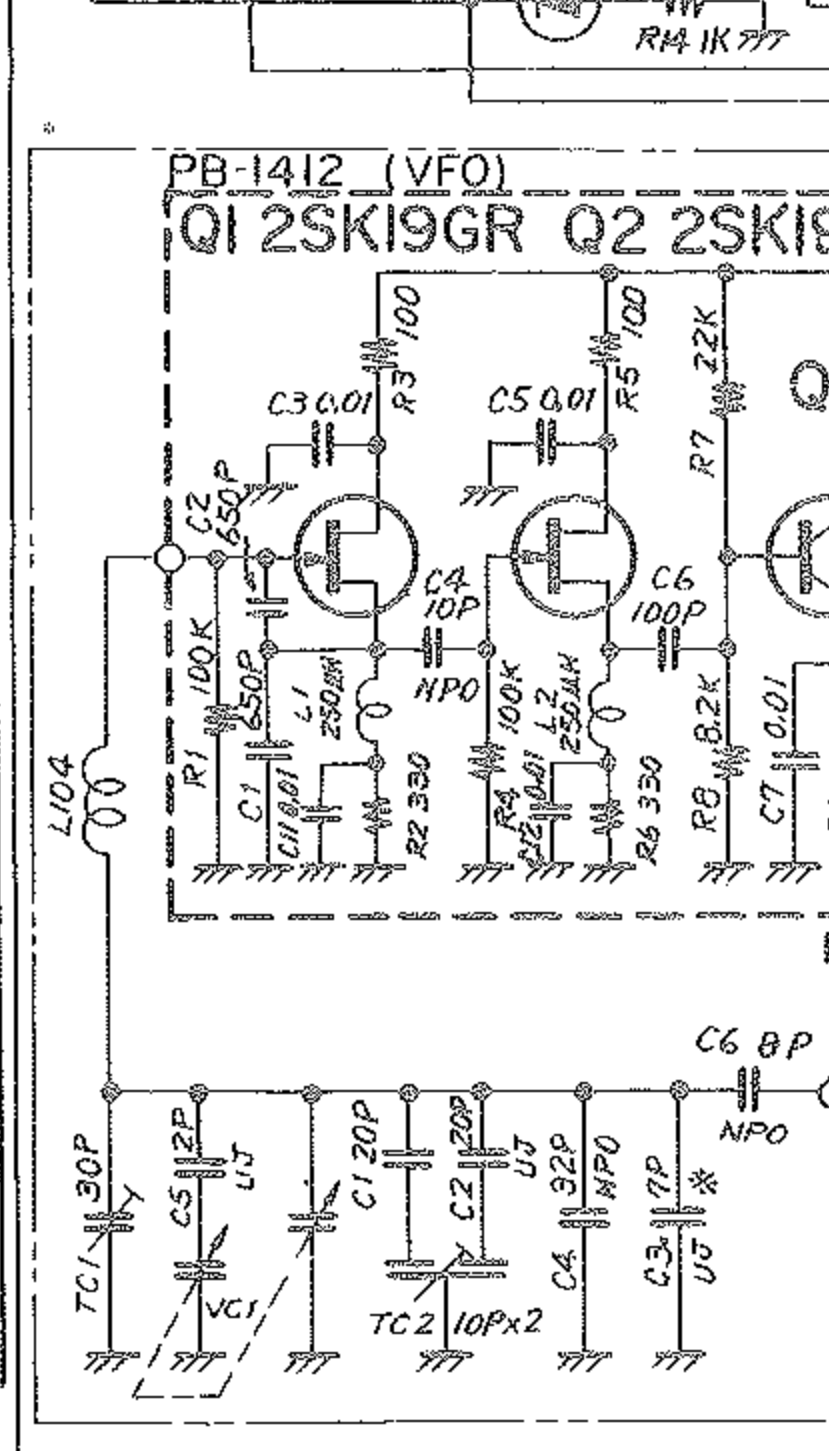 R14 1K
PB-1412 (VFO)
Q1 2SK19GR Q2 2SK19
R3 100
R5 100
R7 22K
Q
C3 0.01
C5 0.01
C2 650P
C4 10P NPO
C6 100P
R1 100K
C1 650P
L1 250μH
R4 100K
L2 250μH
R8 8.2K
C7 0.01
L104
C11 0.01
R2 330
C12 0.01
R6 330
C6 8P
NPO
TC1 30P
C5 2P UJ
VC1
C1 20P
C2 20P UJ
C4 32P NPO
C3 7P UJ ※
TC2 10P×2